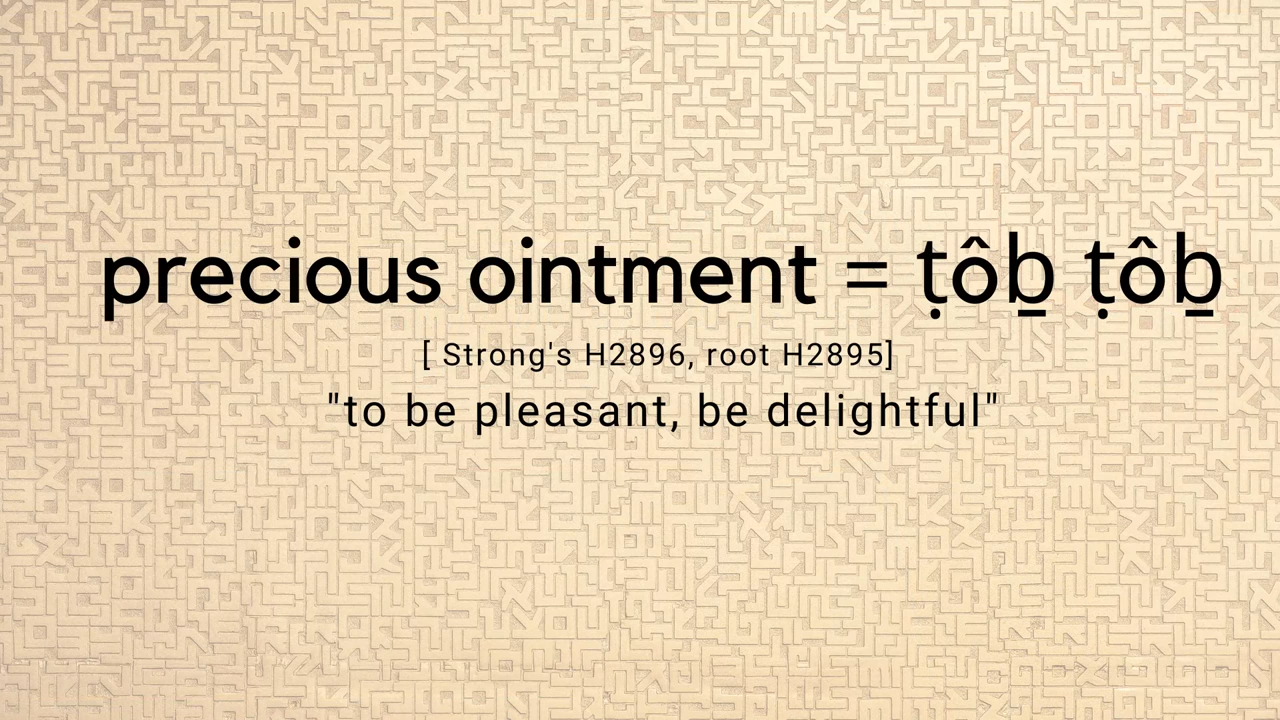 precious ointment = ṭôḇ ṭôḇ
[ Strong's H2896, root H2895]
"to be pleasant, be delightful"